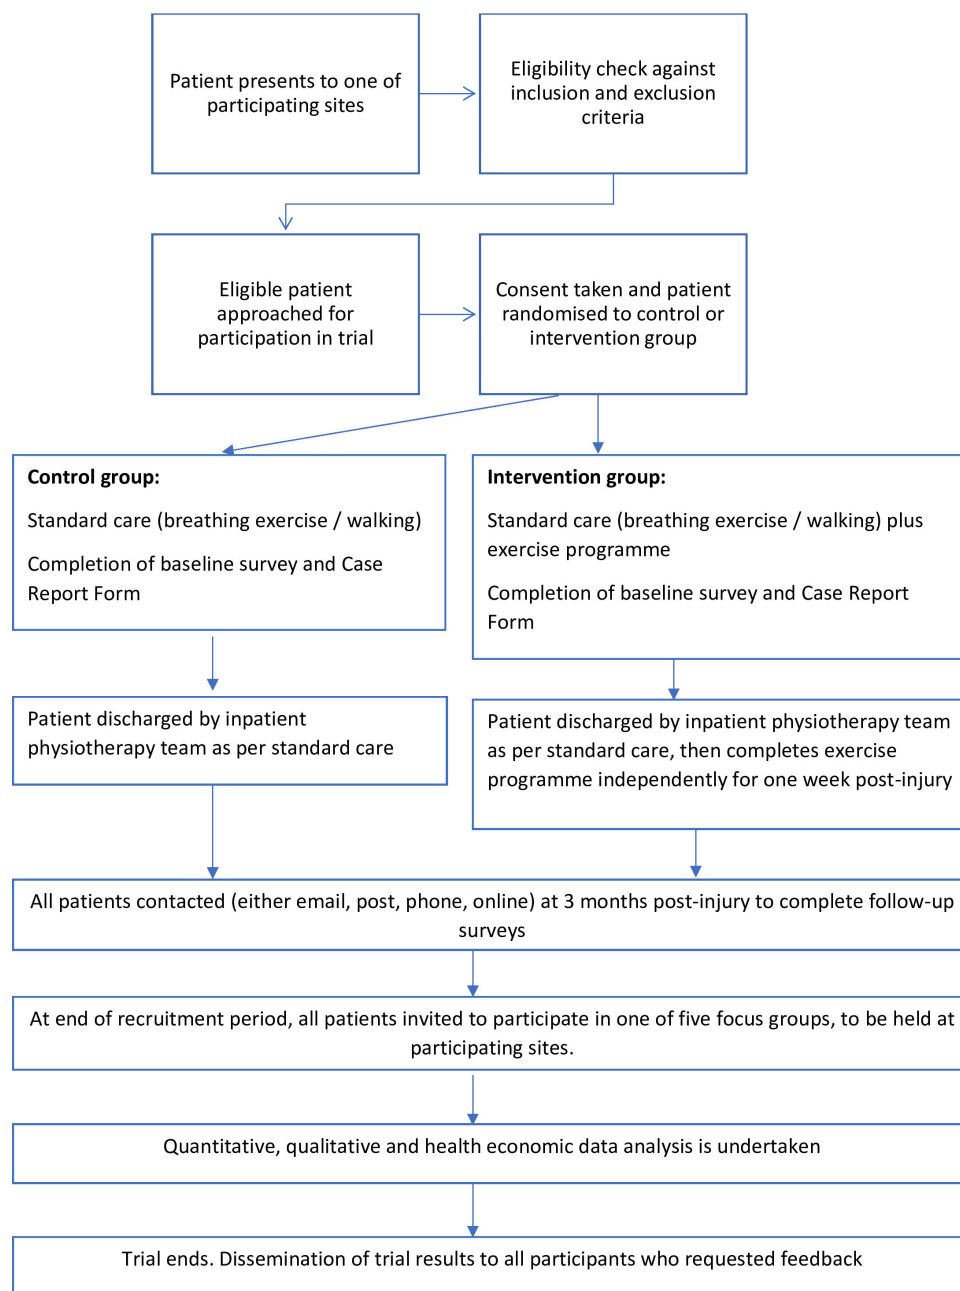 Patient presents to one of
participating sites
Eligibility check against
inclusion and exclusion
criteria
Eligible patient
approached for
participation in trial
Consent taken and patient
randomised to control or
intervention group
Control group:
Standard care (breathing exercise / walking)
Completion of baseline survey and Case
Report Form
Intervention group:
Standard care (breathing exercise / walking) plus
exercise programme
Completion of baseline survey and Case Report
Form
Patient discharged by inpatient
physiotherapy team as per standard care
Patient discharged by inpatient physiotherapy team
as per standard care, then completes exercise
programme independently for one week post-injury
All patients contacted (either email, post, phone, online) at 3 months post-injury to complete follow-up
surveys
At end of recruitment period, all patients invited to participate in one of five focus groups, to be held at
participating sites.
Quantitative, qualitative and health economic data analysis is undertaken
Trial ends. Dissemination of trial results to all participants who requested feedback